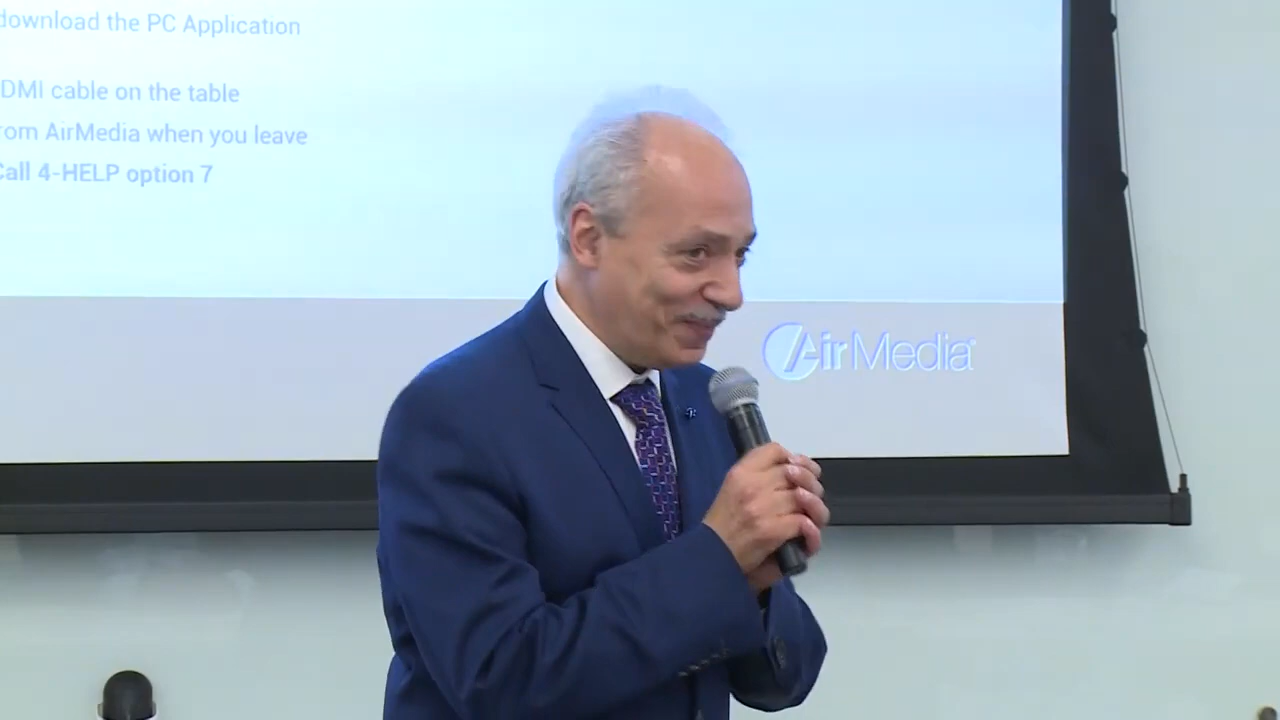 download the PC Application
DMI cable on the table
rom AirMedia when you leave
Call 4-HELP option 7
AirMedia